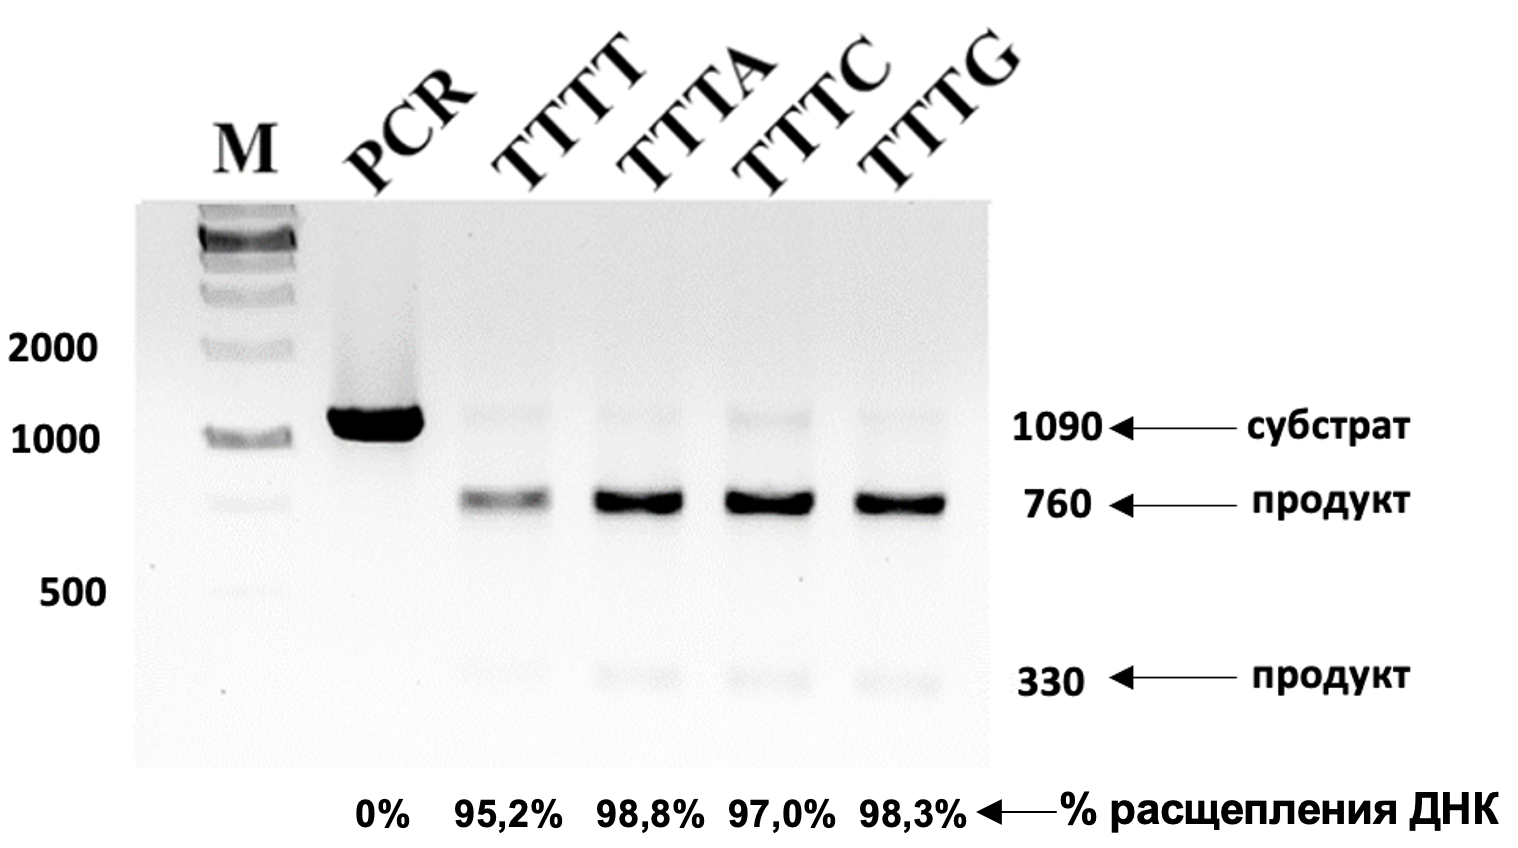 M PCR TTTT TTTA TTTC TTTG
2000
1000
500
1090 субстрат
760 продукт
330 продукт
0% 95,2% 98,8% 97,0% 98,3% % расщепления ДНК